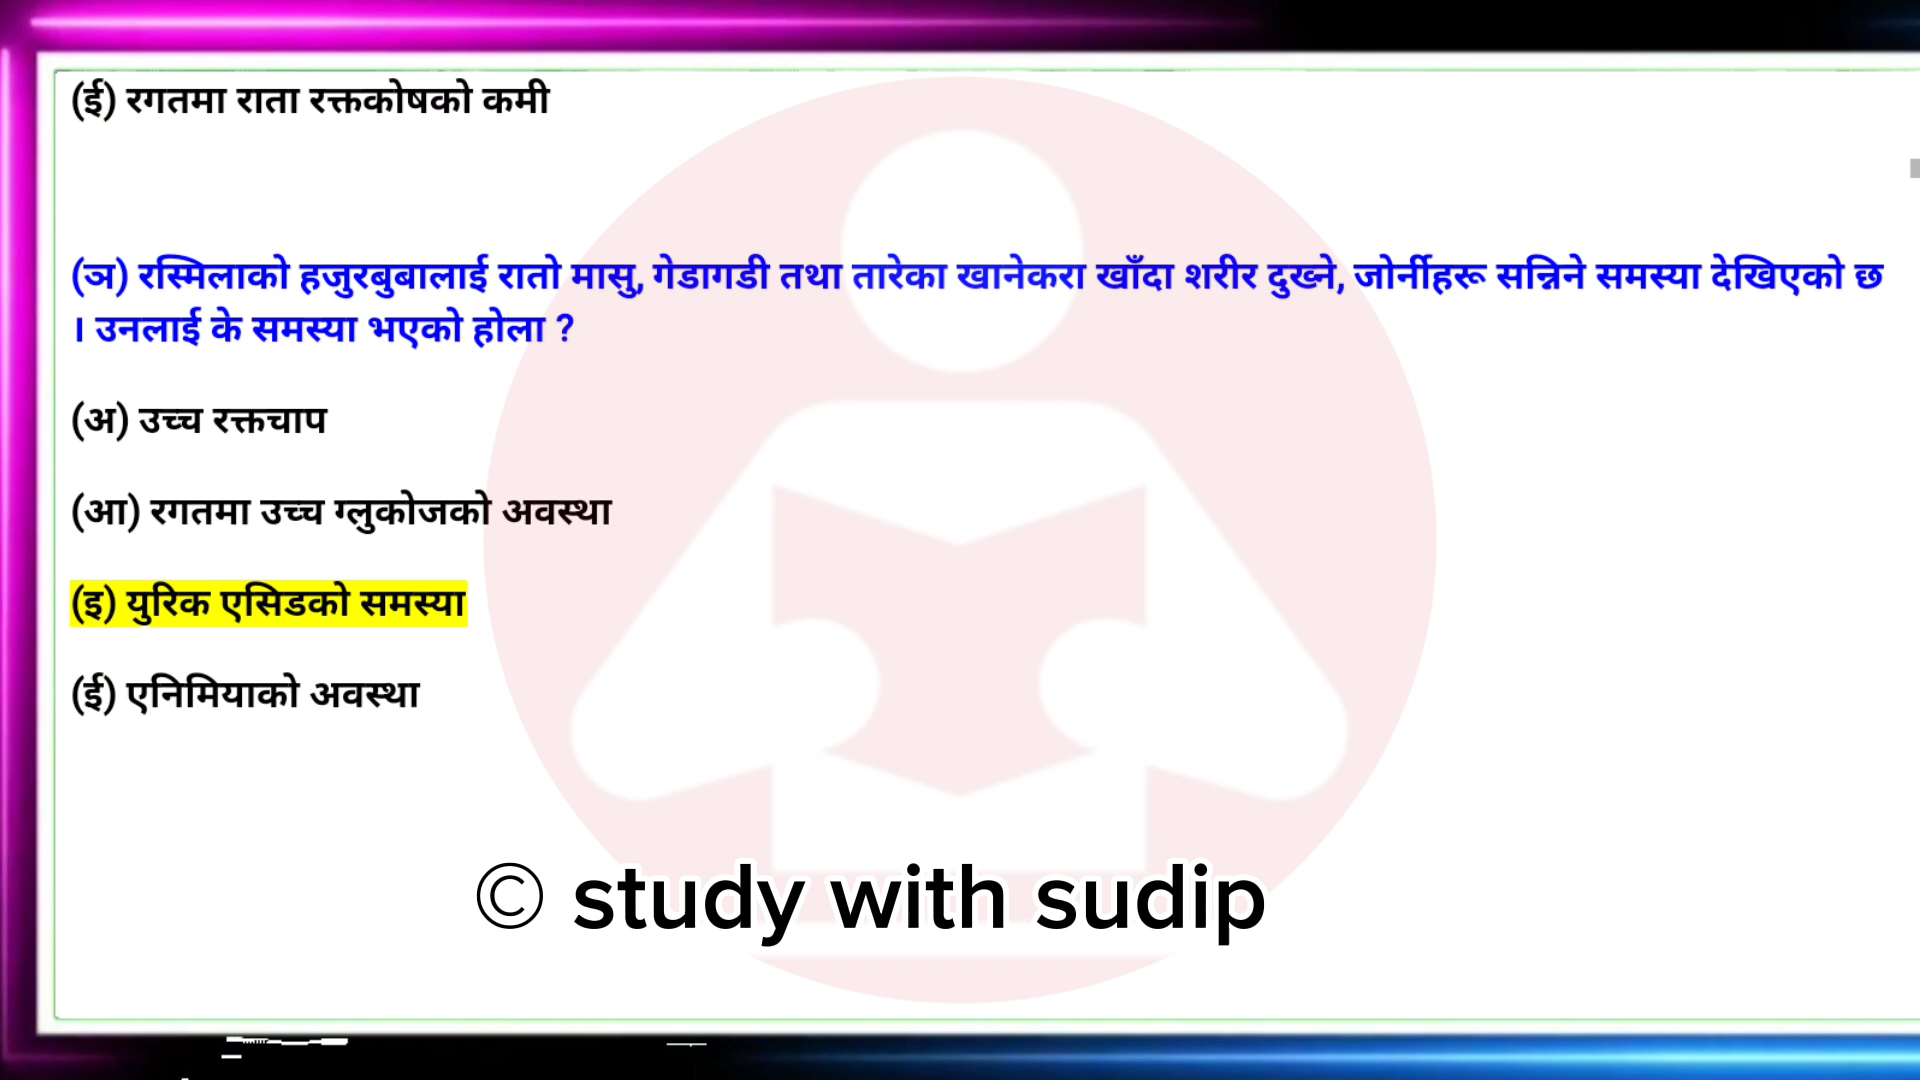 (ई) रगतमा राता रक्तकोषको कमी
(ञ) रस्मिलाको हजुरबुबालाई रातो मासु, गेडागडी तथा तारेका खानेकरा खाँदा शरीर दुख्ने, जोर्नीहरू सन्निने समस्या देखिएको छ
। उनलाई के समस्या भएको होला ?
(अ) उच्च रक्तचाप
(आ) रगतमा उच्च ग्लुकोजको अवस्था
(इ) युरिक एसिडको समस्या
(ई) एनिमियाको अवस्था
© study with sudip